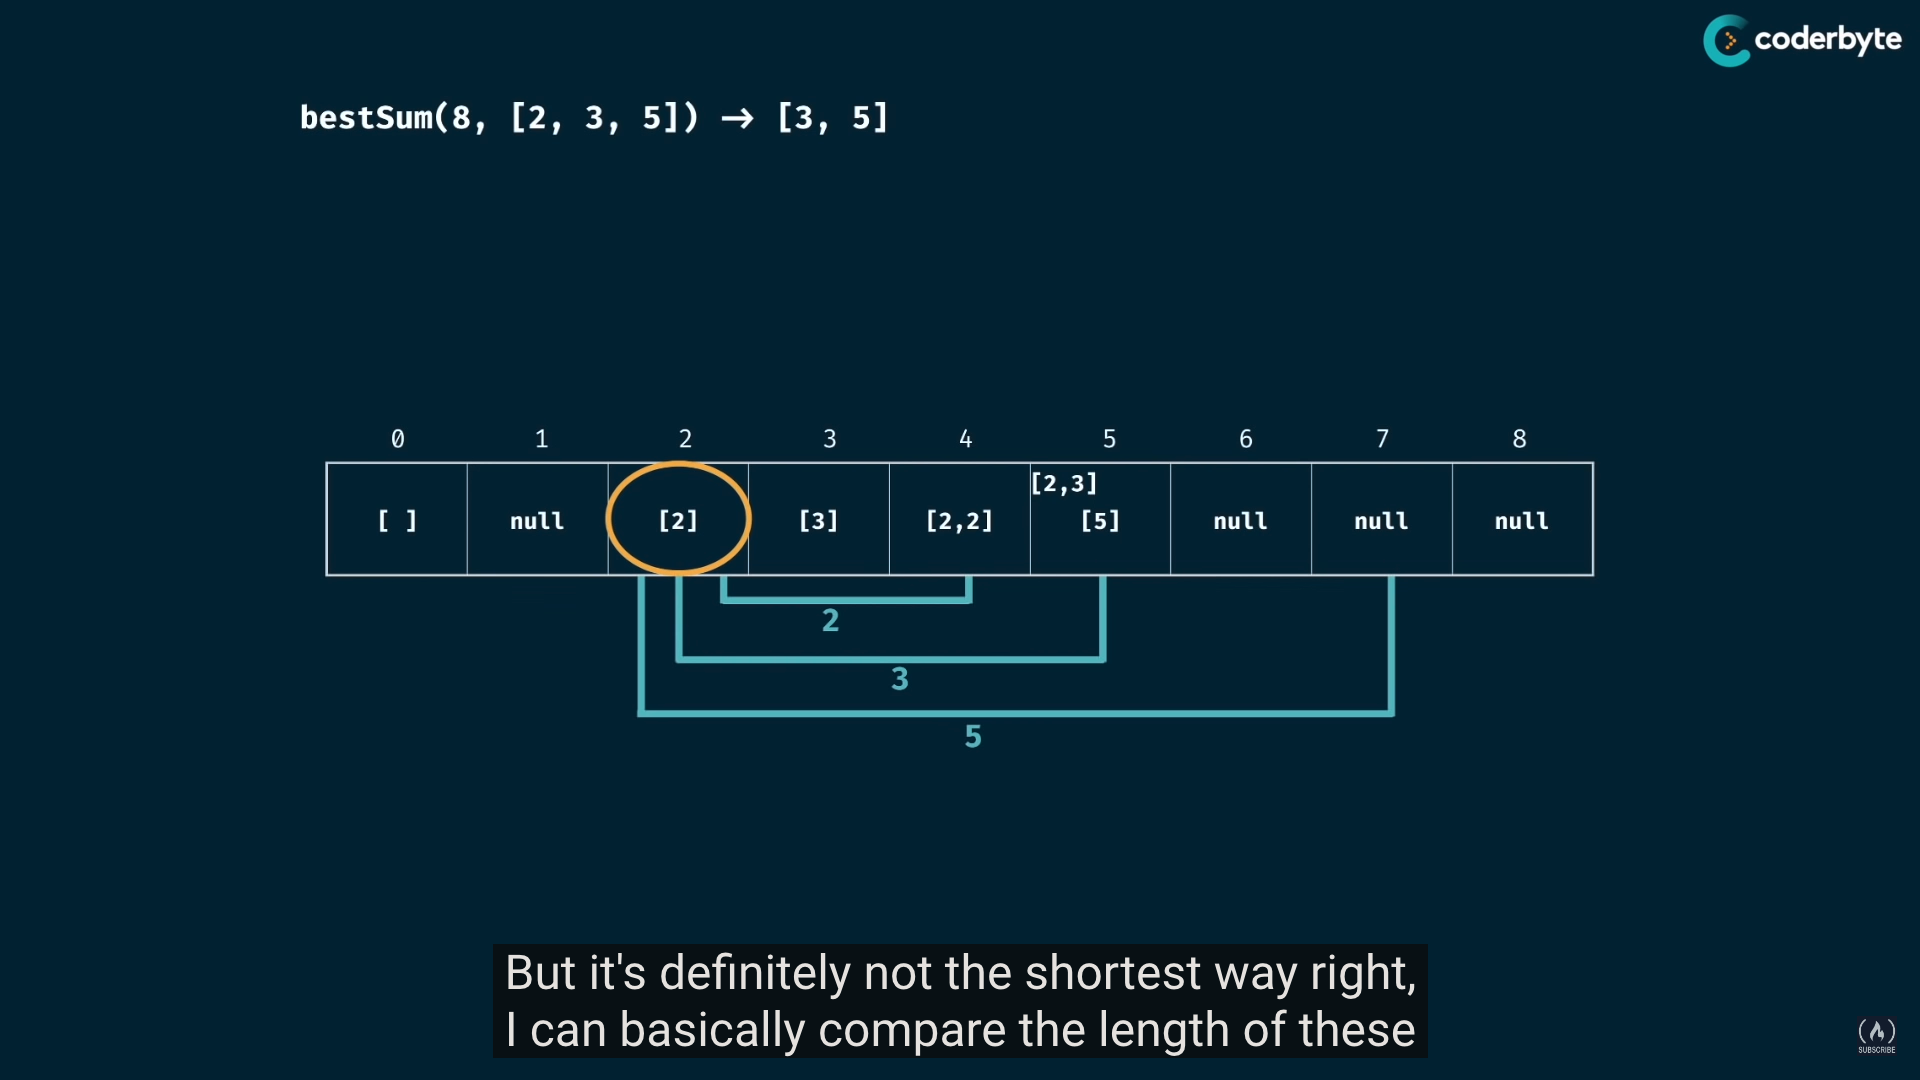 coderbyte
bestSum(8, [2, 3, 5]) → [3, 5]
0 1 2 3 4 5 6 7 8
[2,3]
[ ] null [2] [3] [2,2] [5] null null null
2
3
5
But it's definitely not the shortest way right,
I can basically compare the length of these
SUBSCRIBE